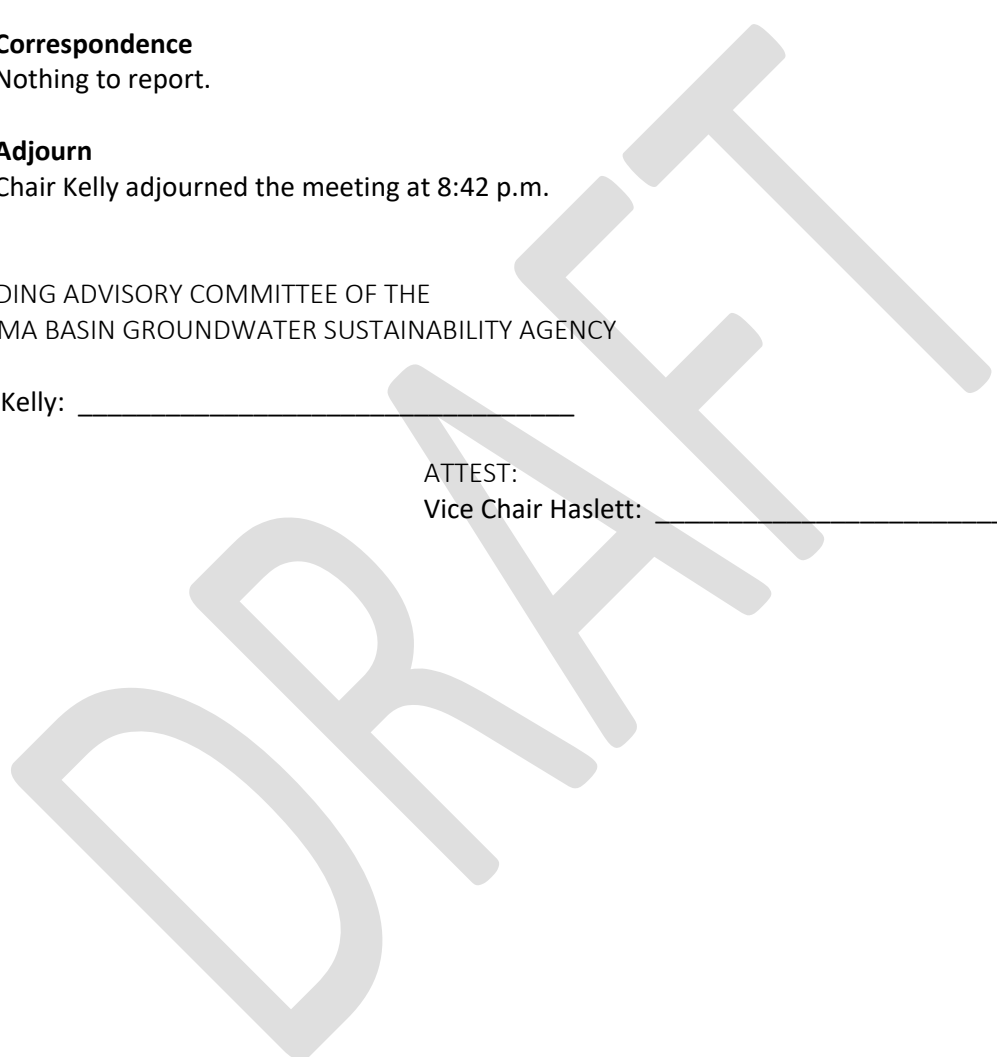 Correspondence
Nothing to report.
Adjourn
Chair Kelly adjourned the meeting at 8:42 p.m.
DING ADVISORY COMMITTEE OF THE
MA BASIN GROUNDWATER SUSTAINABILITY AGENCY
Kelly: __________________________________
ATTEST:
Vice Chair Haslett: ________________________
DRAFT